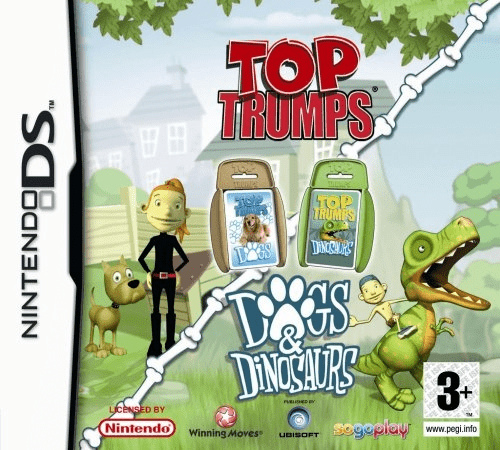 NINTENDO DS™
TOP
TRUMPS®
TOP
TRUMPS
DOGS
TOP
TRUMPS
DINOSAURS
DOGS
&
DINOSAURS
LICENSED BY
Nintendo®
Winning Moves®
PUBLISHED BY
UBISOFT
sogoplay
3+
™
www.pegi.info